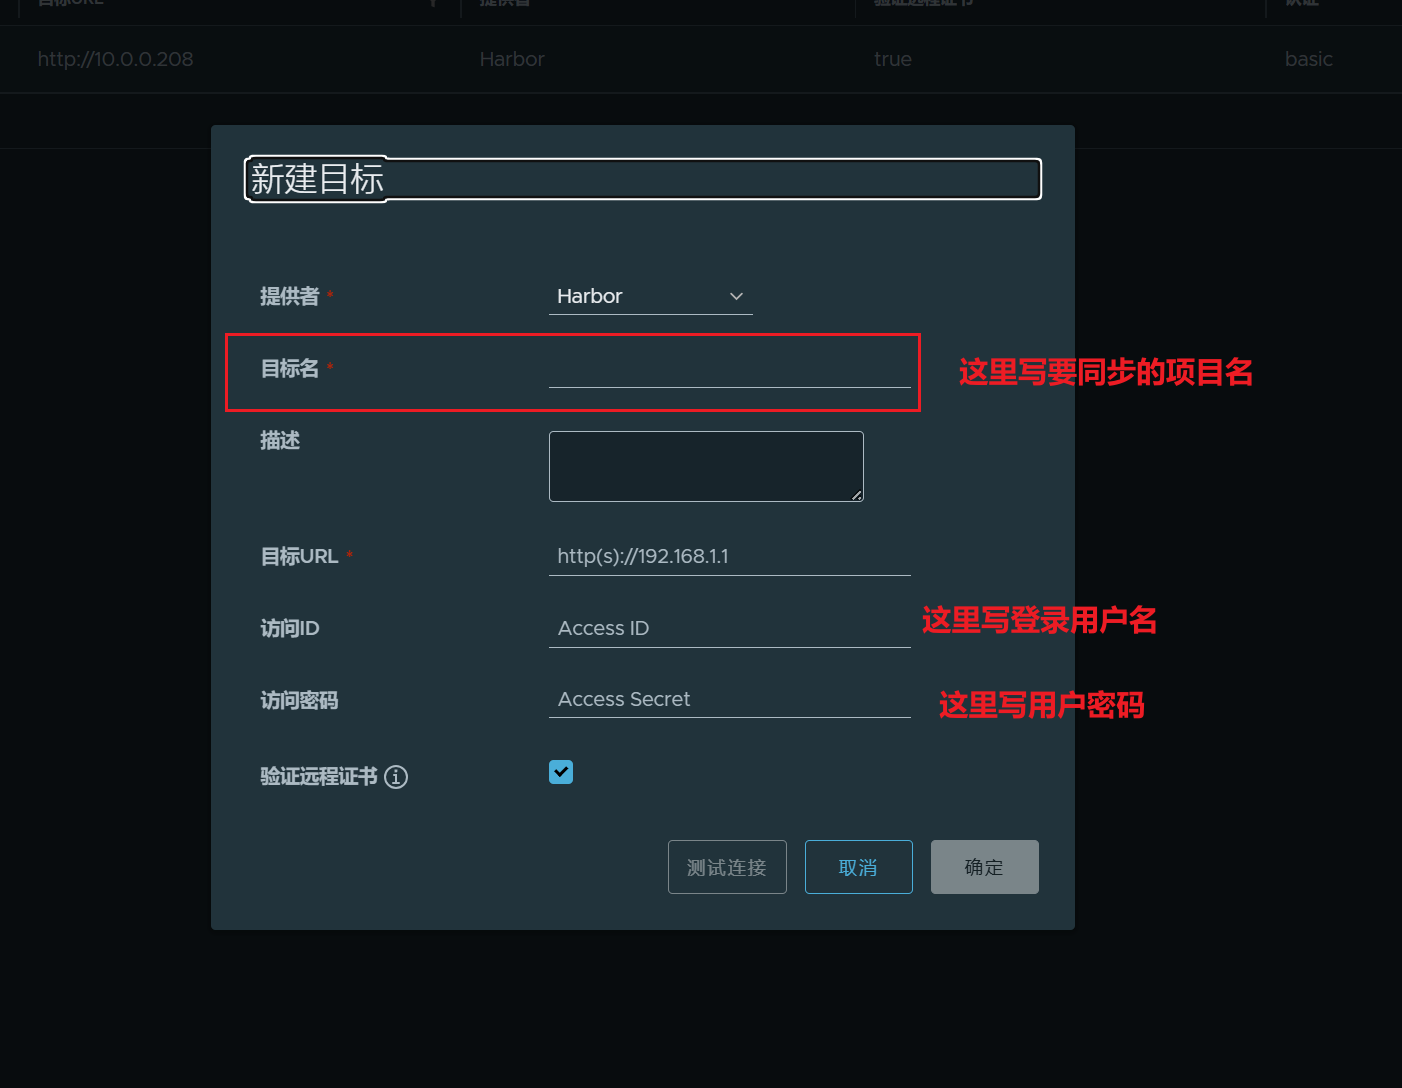 目标URL 提供者 验证远程证书 认证
http://10.0.0.208 Harbor true basic
新建目标
提供者 * Harbor
目标名 *
这里写要同步的项目名
描述
目标URL * http(s)://192.168.1.1
访问ID Access ID
这里写登录用户名
访问密码 Access Secret
这里写用户密码
验证远程证书
测试连接 取消 确定